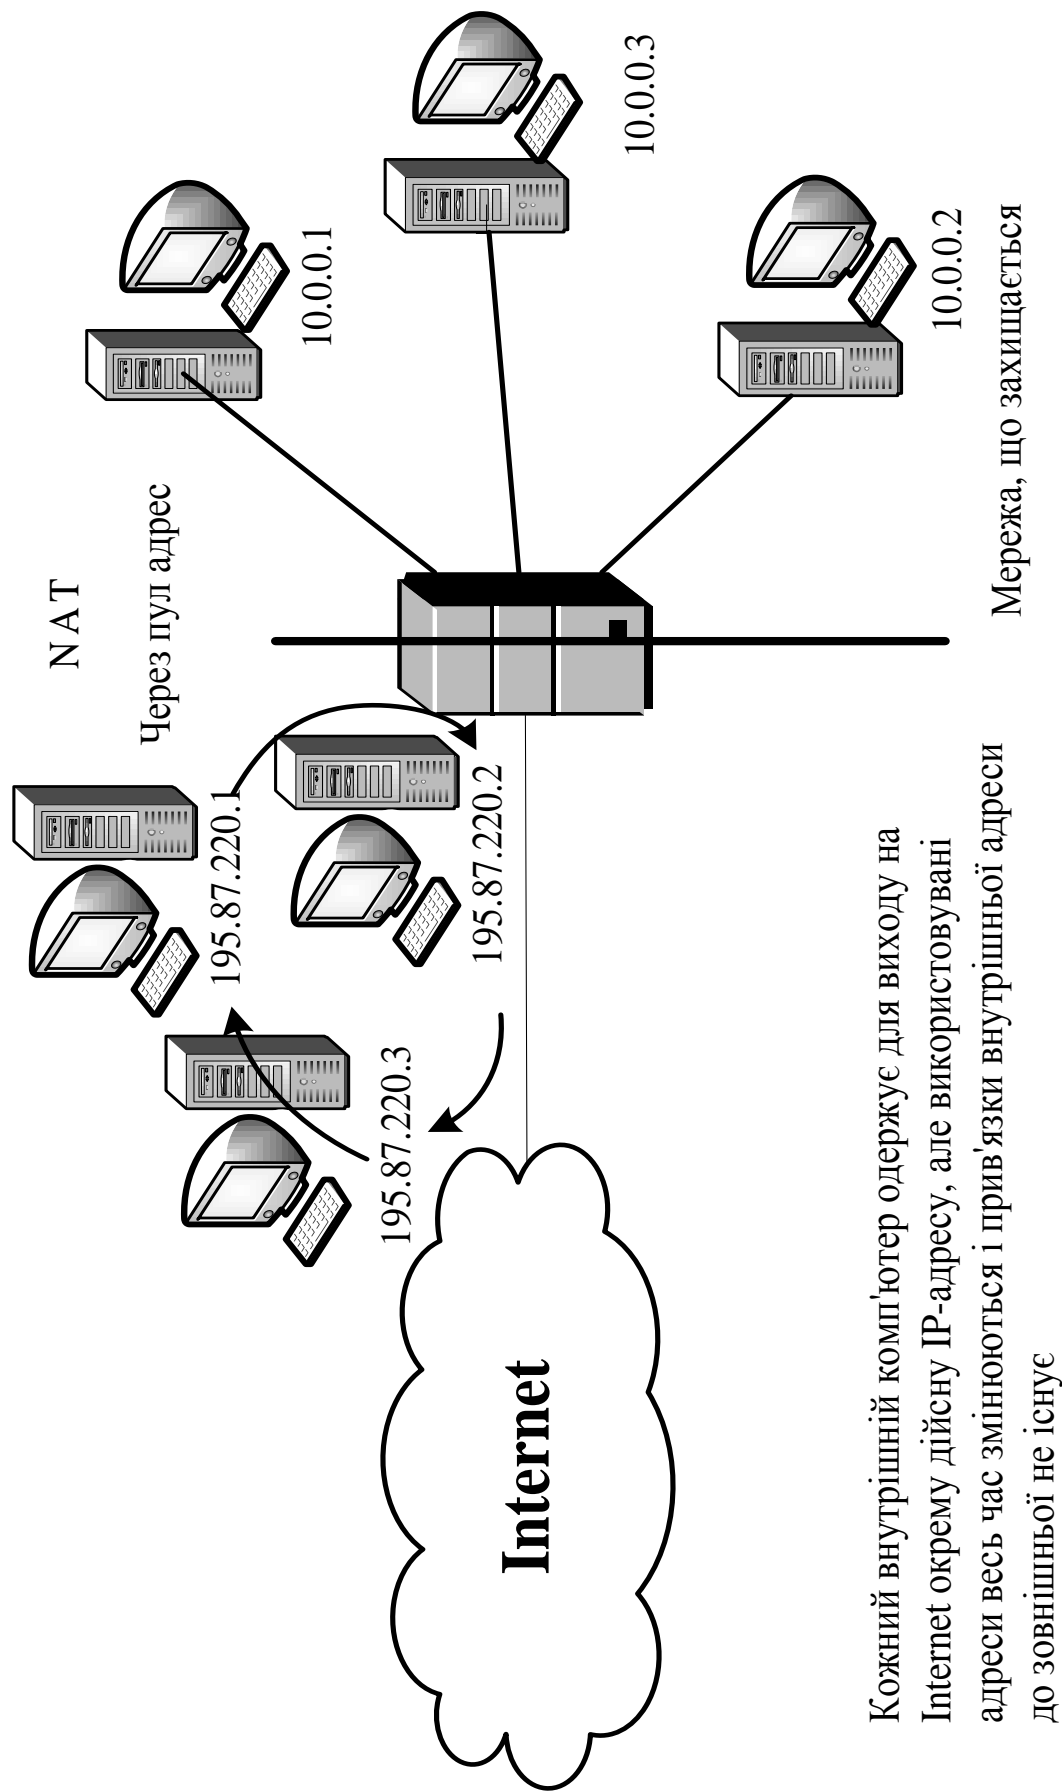 N A T
Через пул адрес
195.87.220.1
195.87.220.2
195.87.220.3
10.0.0.1
10.0.0.3
10.0.0.2
Internet
Мережа, що захищається
Кожний внутрішній комп'ютер одержує для виходу на
Internet окрему дійсну IP-адресу, але використовувані
адреси весь час змінюються і прив'язки внутрішньої адреси
до зовнішньої не існує